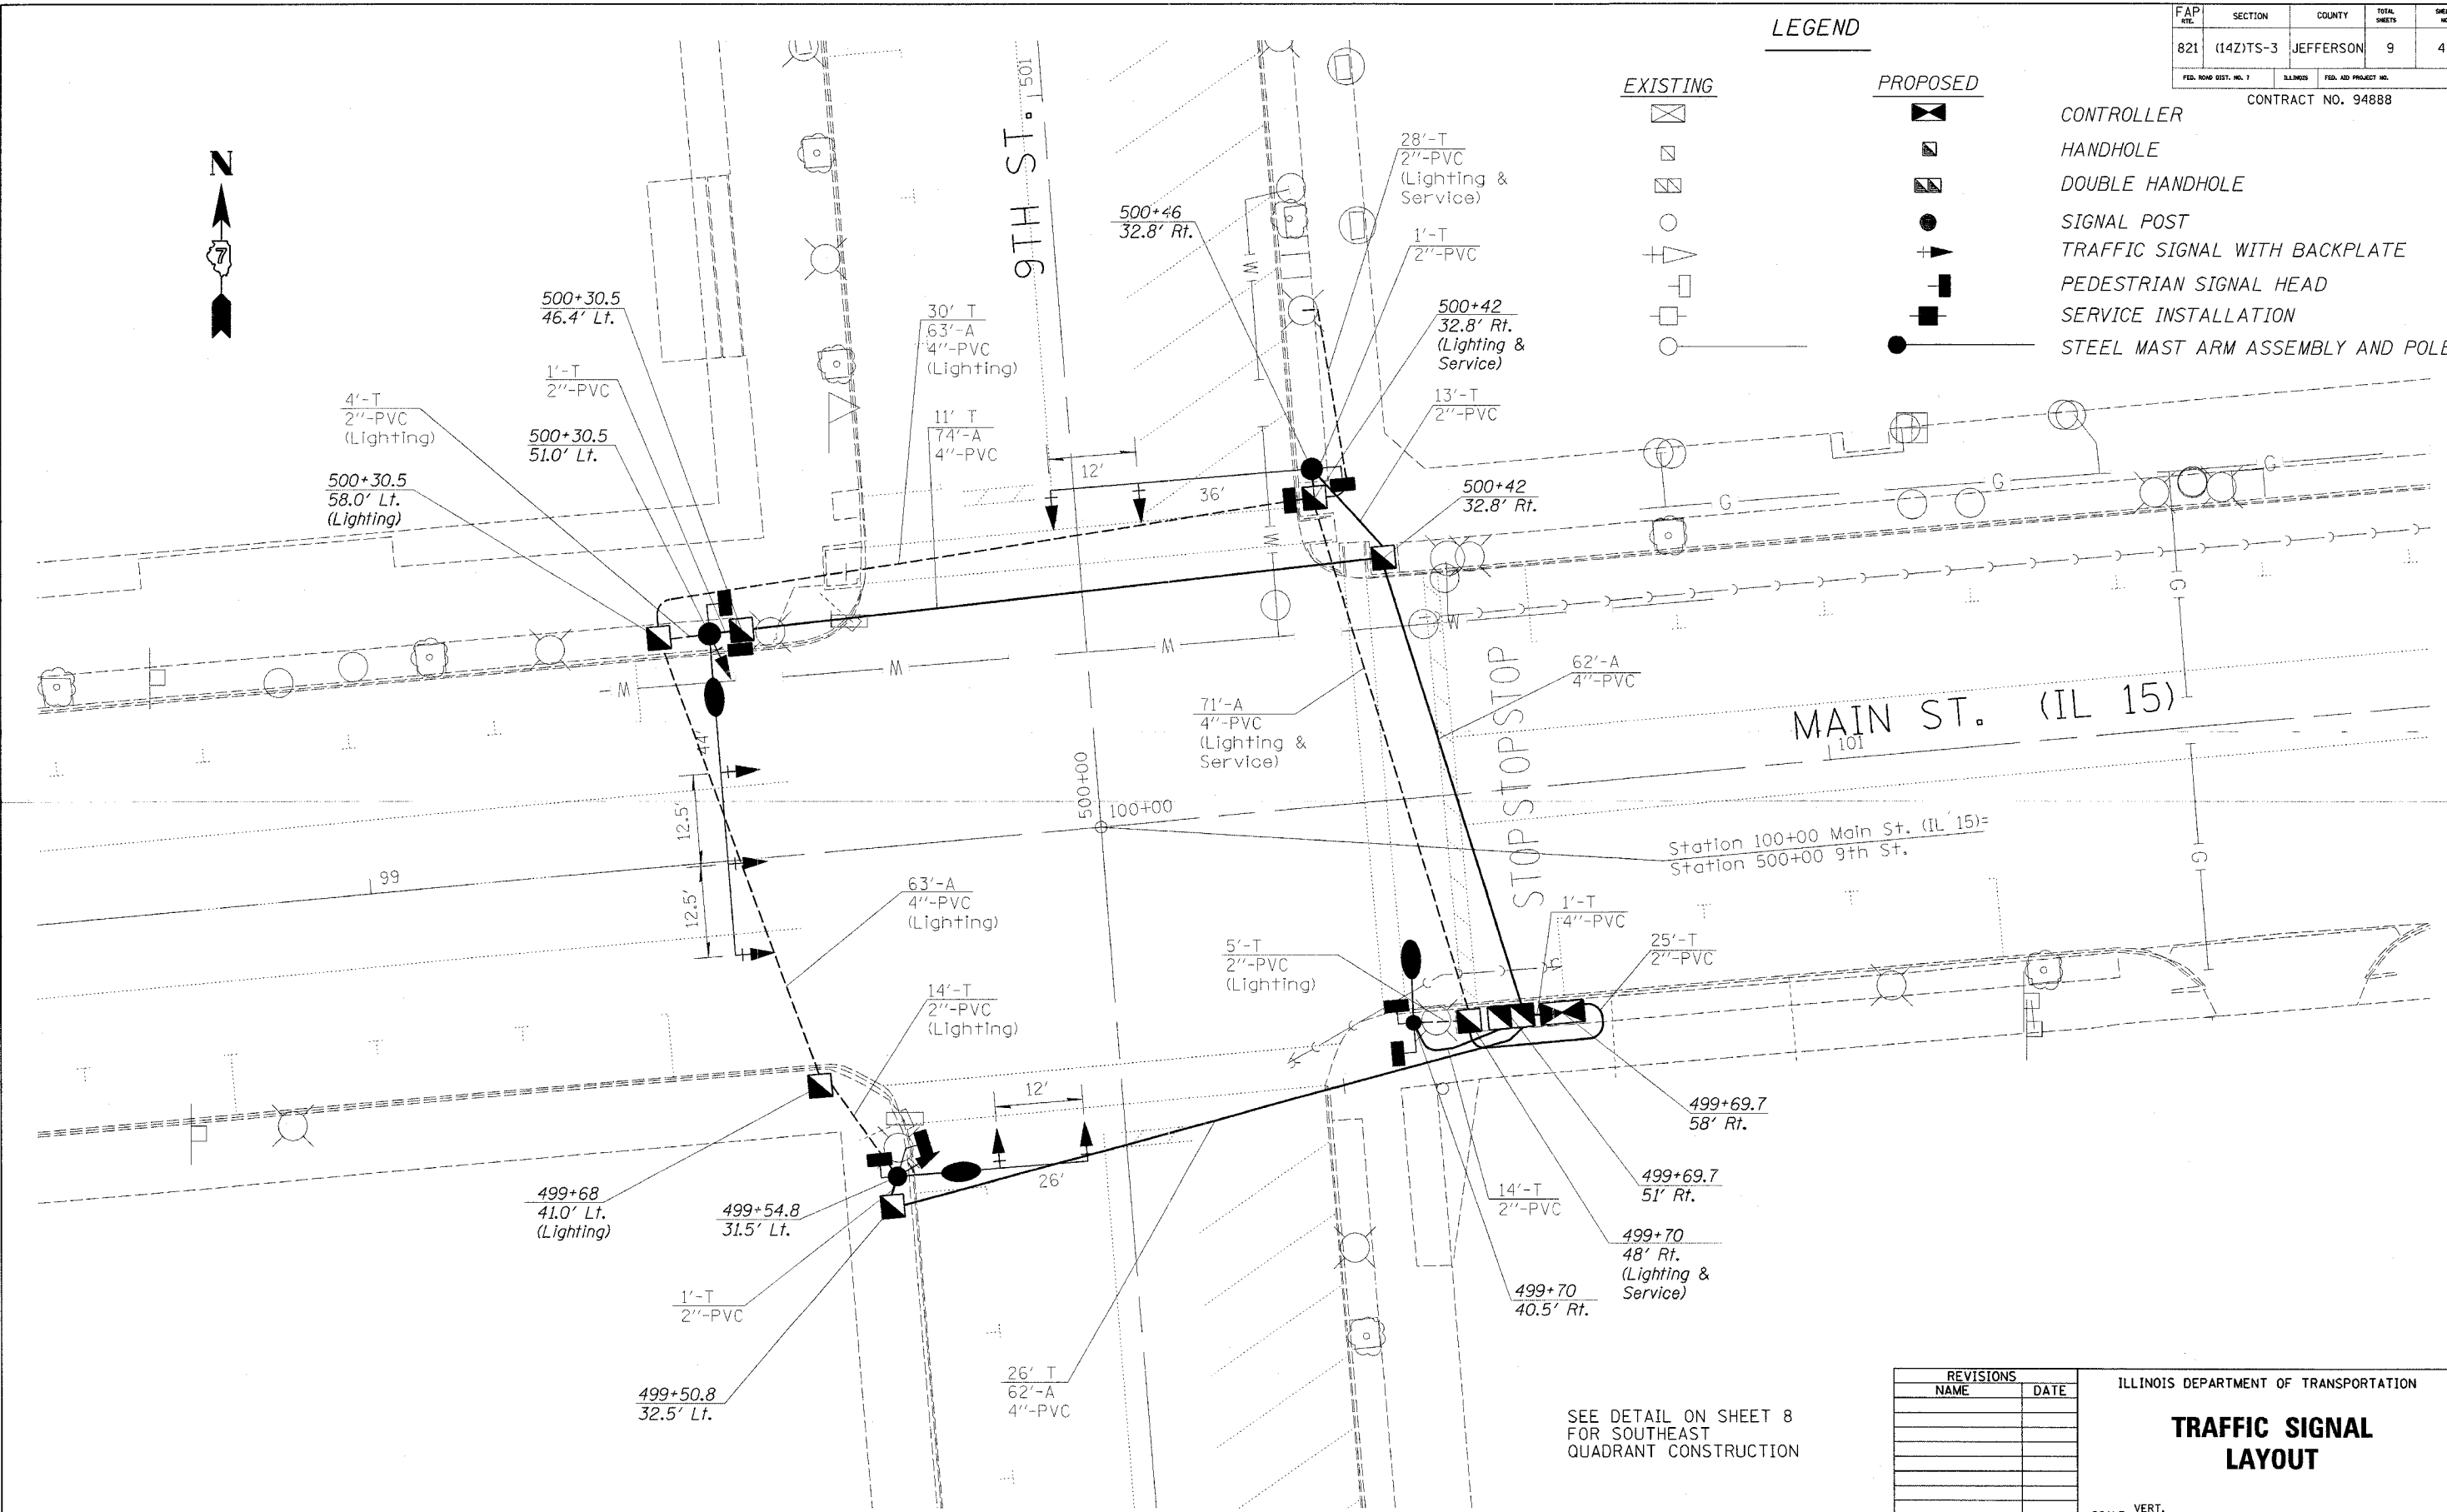 LEGEND
FAP RTE. SECTION COUNTY TOTAL SHEETS
821 (14Z)TS-3 JEFFERSON 9 4
FED. ROAD DIST. NO. 7 ILLINOIS FED. AID PROJECT NO.
CONTRACT NO. 94888
EXISTING PROPOSED
CONTROLLER
HANDHOLE
DOUBLE HANDHOLE
SIGNAL POST
TRAFFIC SIGNAL WITH BACKPLATE
PEDESTRIAN SIGNAL HEAD
SERVICE INSTALLATION
STEEL MAST ARM ASSEMBLY AND POLE
N
7
9TH ST.
501
28'-T
2"-PVC
(Lighting &
Service)
500+46
32.8' Rt.
1'-T
2"-PVC
500+42
32.8' Rt.
(Lighting &
Service)
13'-T
2"-PVC
500+42
32.8' Rt.
500+30.5
46.4' Lt.
1'-T
2"-PVC
4'-T
2"-PVC
(Lighting)
500+30.5
51.0' Lt.
500+30.5
58.0' Lt.
(Lighting)
30' T
63'-A
4"-PVC
(Lighting)
11' T
74'-A
4"-PVC
12'
36'
W
W
W
W
W
W
G
G
G
G
G
62'-A
4"-PVC
71'-A
4"-PVC
(Lighting &
Service)
STOP STOP STOP
MAIN ST. (IL 15)
101
44'
12.5'
12.5'
99
500+00
100+00
Station 100+00 Main St. (IL 15)=
Station 500+00 9th St.
63'-A
4"-PVC
(Lighting)
14'-T
2"-PVC
(Lighting)
5'-T
2"-PVC
(Lighting)
1'-T
4"-PVC
25'-T
2"-PVC
12'
26'
499+69.7
58' Rt.
499+69.7
51' Rt.
14'-T
2"-PVC
499+70
48' Rt.
(Lighting &
Service)
499+70
40.5' Rt.
499+68
41.0' Lt.
(Lighting)
499+54.8
31.5' Lt.
1'-T
2"-PVC
499+50.8
32.5' Lt.
26' T
62'-A
4"-PVC
SEE DETAIL ON SHEET 8
FOR SOUTHEAST
QUADRANT CONSTRUCTION
REVISIONS
NAME DATE
ILLINOIS DEPARTMENT OF TRANSPORTATION
TRAFFIC SIGNAL
LAYOUT
VERT.